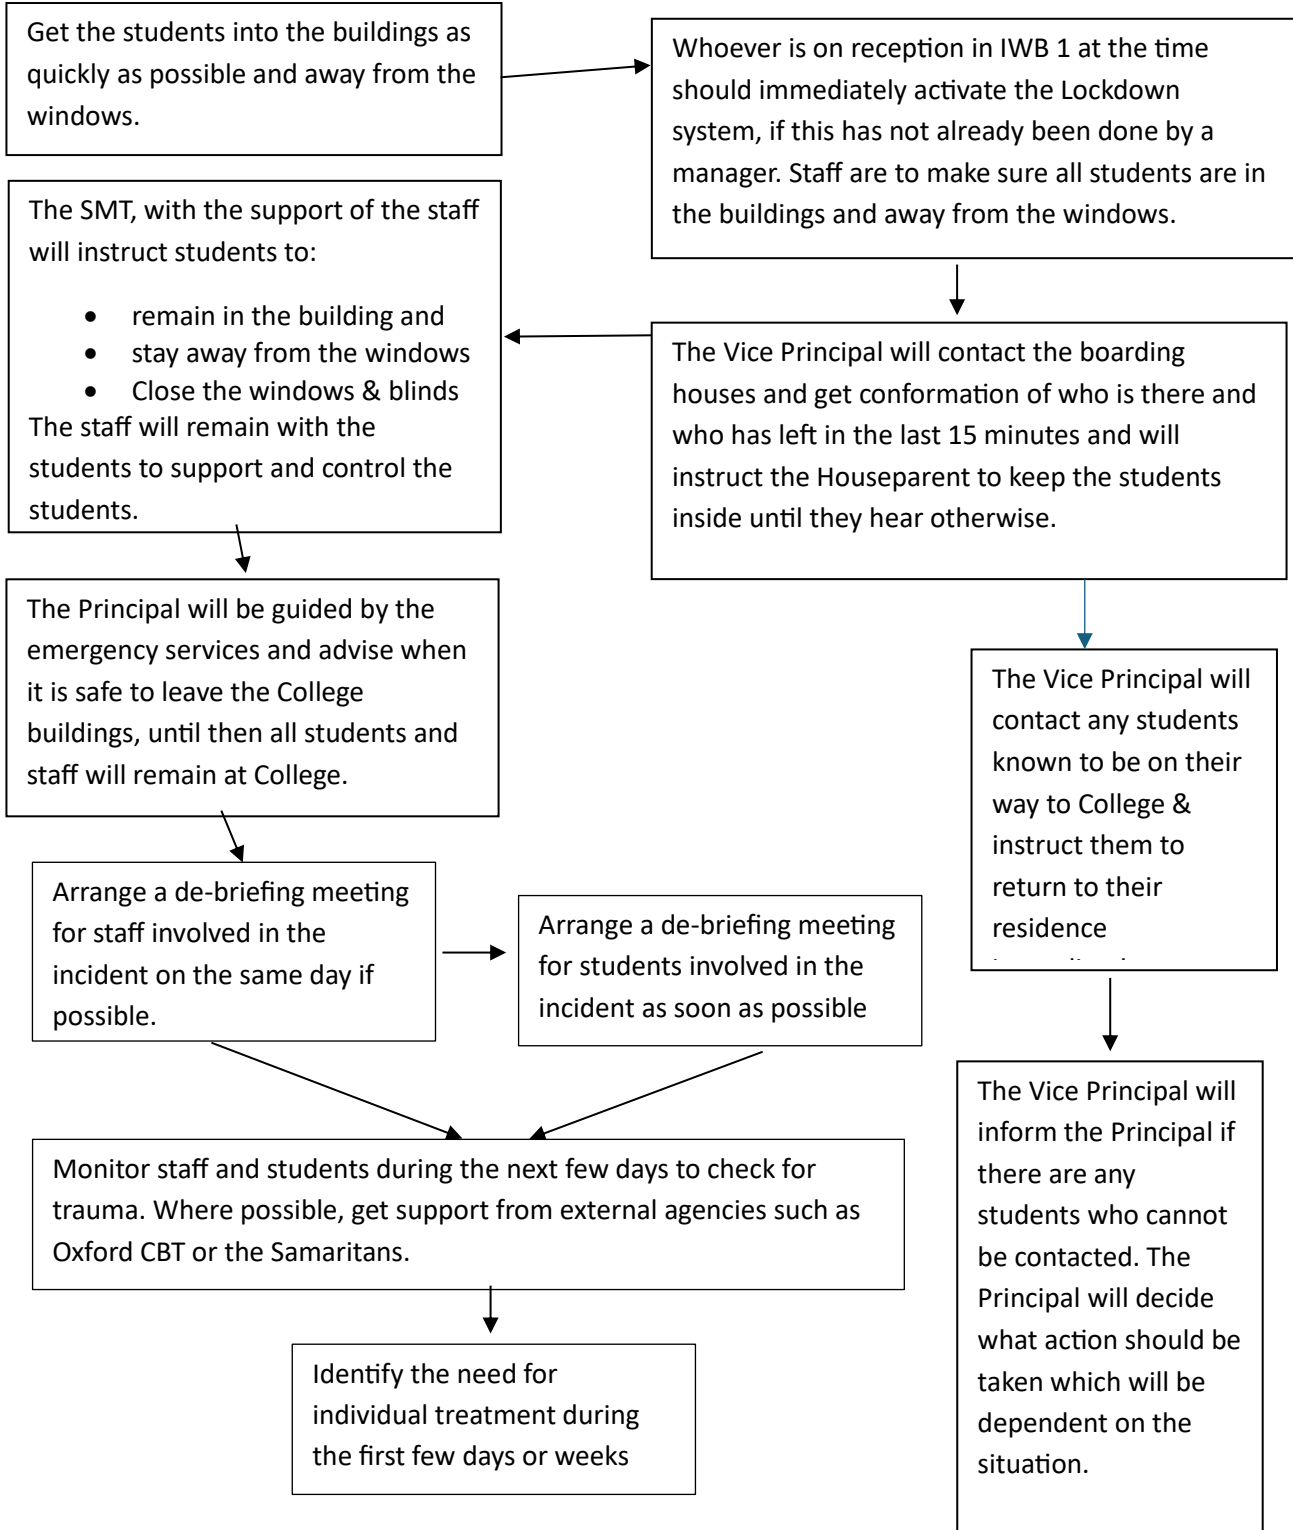 Get the students into the buildings as
quickly as possible and away from the
windows.
Whoever is on reception in IWB 1 at the time
should immediately activate the Lockdown
system, if this has not already been done by a
manager. Staff are to make sure all students are in
the buildings and away from the windows.
The Vice Principal will contact the boarding
houses and get conformation of who is there and
who has left in the last 15 minutes and will
instruct the Houseparent to keep the students
inside until they hear otherwise.
The SMT, with the support of the staff
will instruct students to:
• remain in the building and
• stay away from the windows
• Close the windows & blinds
The staff will remain with the
students to support and control the
students.
The Principal will be guided by the
emergency services and advise when
it is safe to leave the College
buildings, until then all students and
staff will remain at College.
Arrange a de-briefing meeting
for staff involved in the
incident on the same day if
possible.
Arrange a de-briefing meeting
for students involved in the
incident as soon as possible
Monitor staff and students during the next few days to check for
trauma. Where possible, get support from external agencies such as
Oxford CBT or the Samaritans.
Identify the need for
individual treatment during
the first few days or weeks
The Vice Principal will
contact any students
known to be on their
way to College &
instruct them to
return to their
residence
The Vice Principal will
inform the Principal if
there are any
students who cannot
be contacted. The
Principal will decide
what action should be
taken which will be
dependent on the
situation.